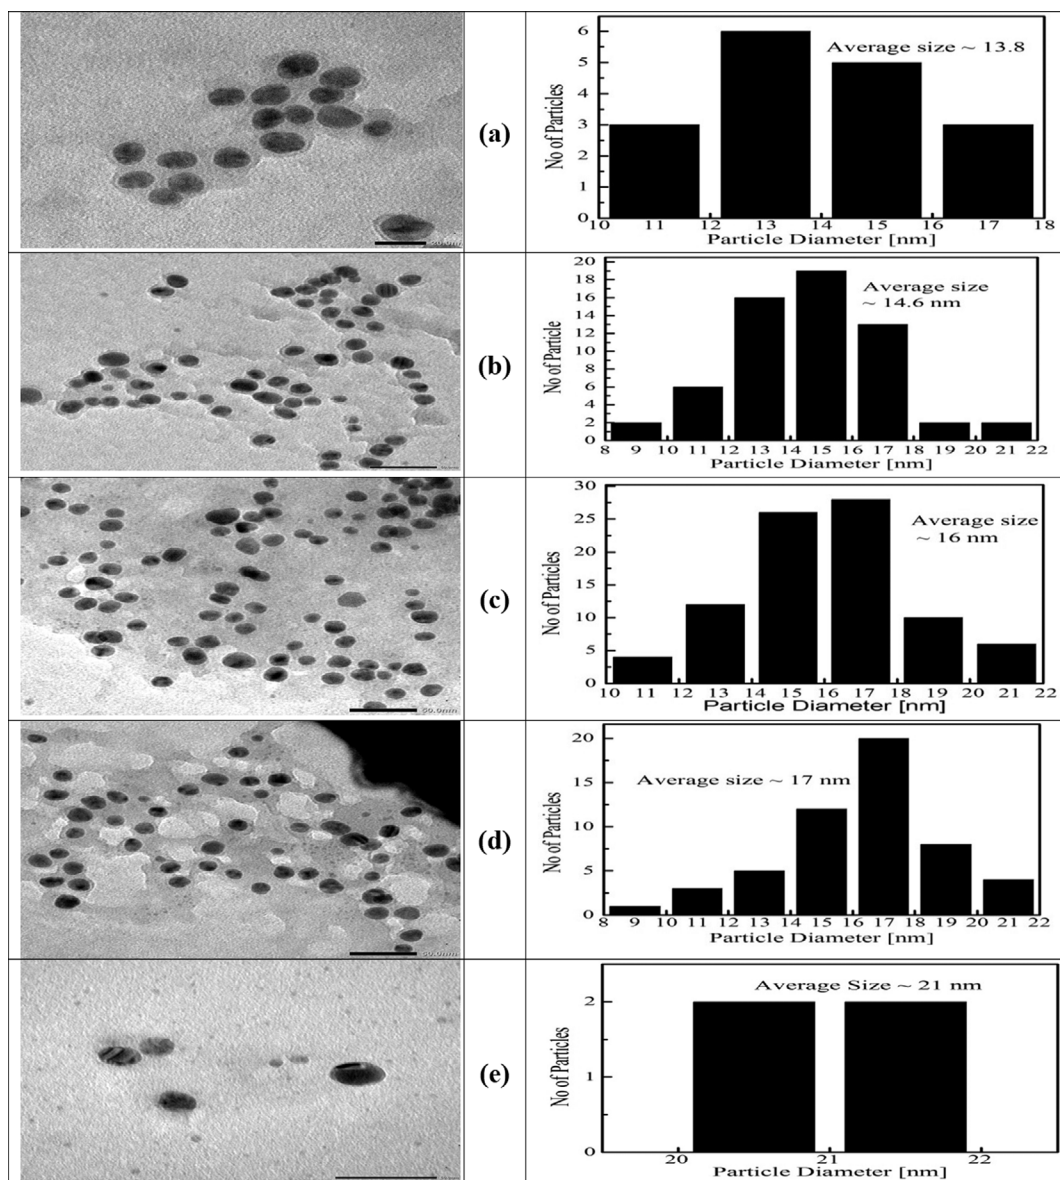 6
5
4
3
2
1
0
No of Particles
Average size ~ 13.8
10 11 12 13 14 15 16 17 18
Particle Diameter [nm]
(a)
20
18
16
14
12
10
8
6
4
2
0
No of Particle
Average size
~ 14.6 nm
8 9 10 11 12 13 14 15 16 17 18 19 20 21 22
Particle Diameter [nm]
(b)
30
25
20
15
10
5
0
No of Particles
Average size
~ 16 nm
10 11 12 13 14 15 16 17 18 19 20 21 22
Particle Diameter [nm]
(c)
50.0nm
20
15
10
5
0
No of Particles
Average size ~ 17 nm
8 9 10 11 12 13 14 15 16 17 18 19 20 21 22
Particle Diameter [nm]
(d)
50.0nm
2
1
0
No of Particles
Average Size ~ 21 nm
20 21 22
Particle Diameter [nm]
(e)